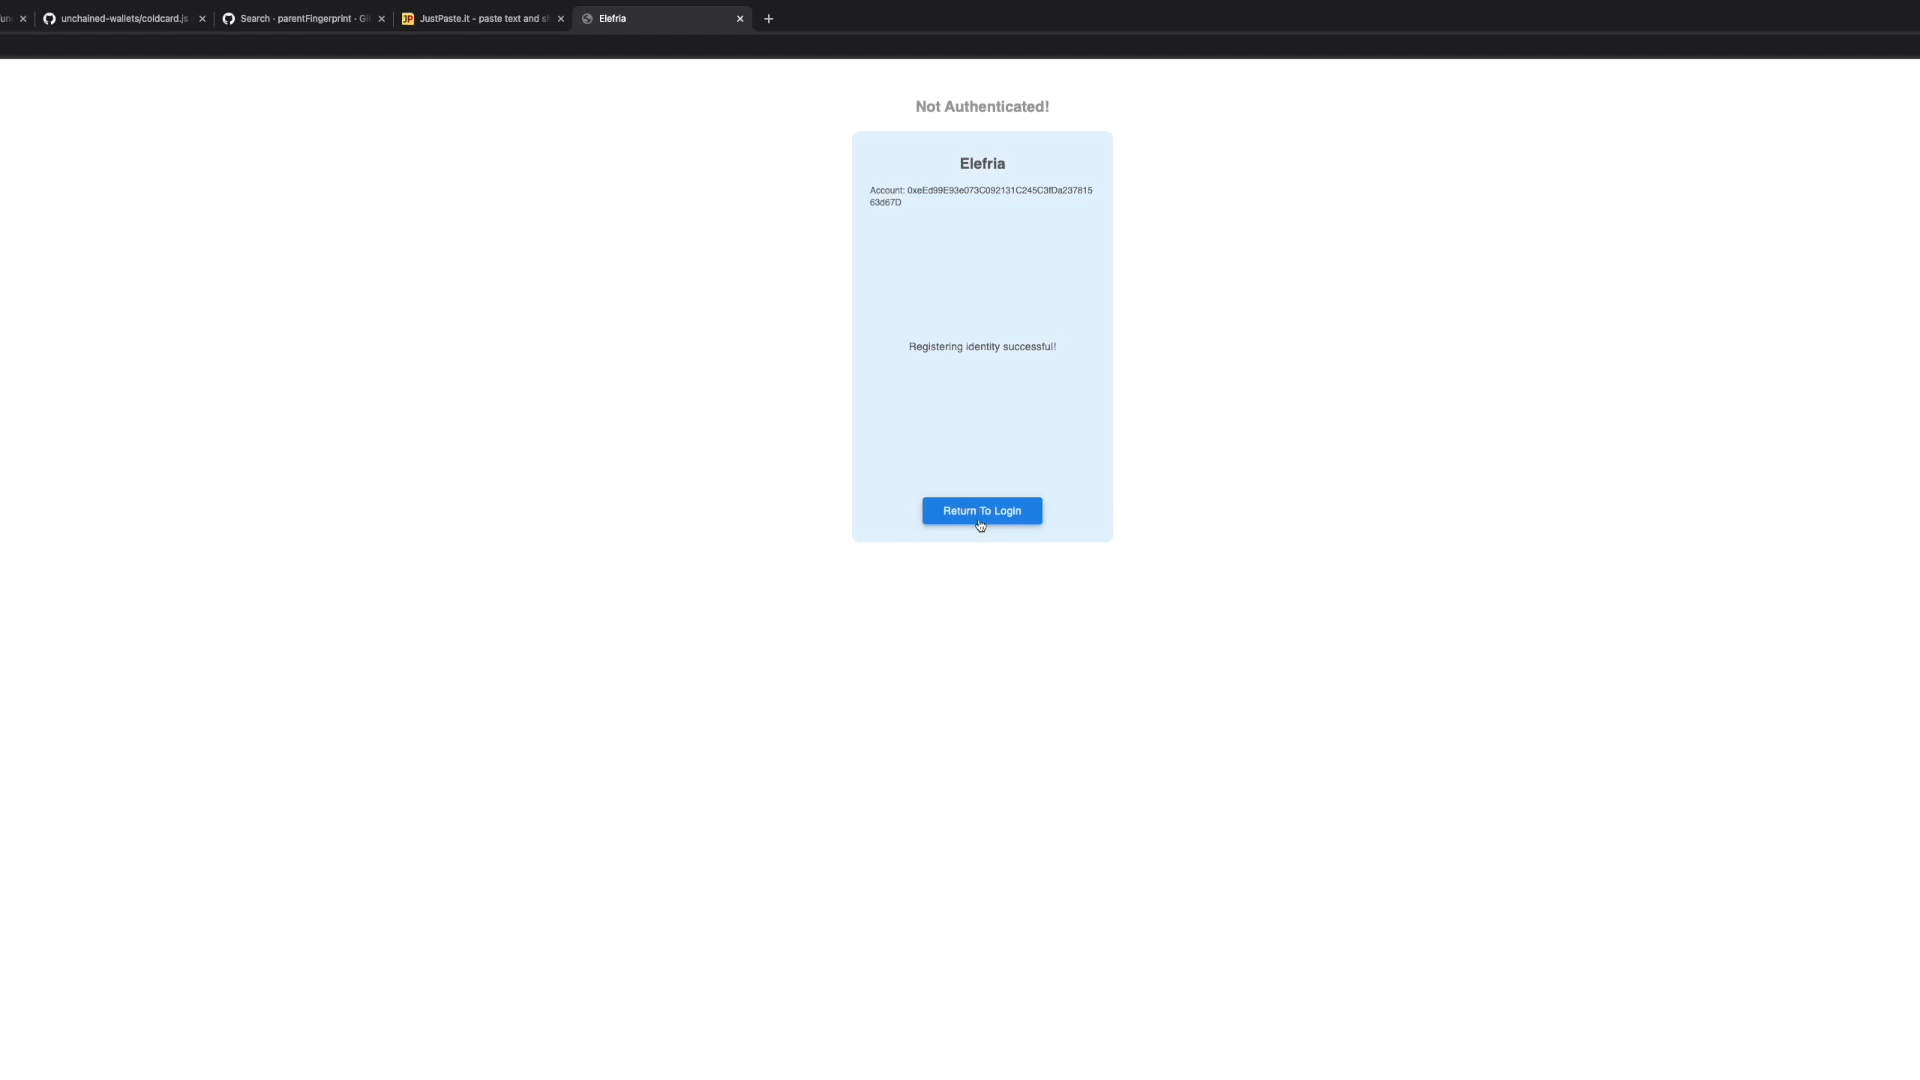 unchained-wallets/coldcard.js
Search · parentFingerprint · Gi
JustPaste.it - paste text and s
Elefria
Not Authenticated!
Elefria
Account: 0xeEd99E93e073C092131C245C3fDa237815
63d67D
Registering identity successful!
Return To Login